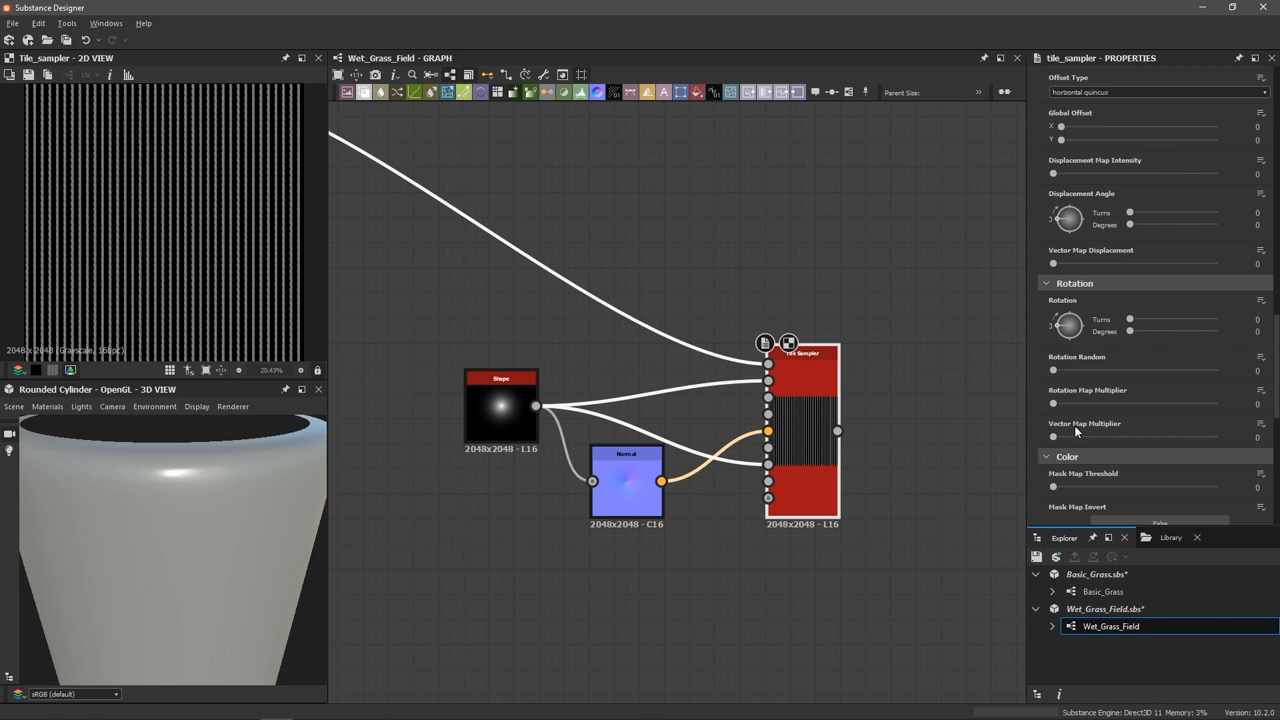 Substance Designer
File Edit Tools Windows Help
Tile_sampler - 2D VIEW
UV
2048 x 2048 (Grayscale, 16bpc)
20.43%
Rounded Cylinder - OpenGL - 3D VIEW
Scene Materials Lights Camera Environment Display Renderer
sRGB (default)
Wet_Grass_Field - GRAPH
Parent Size:
Shape
2048x2048 - L16
Normal
2048x2048 - C16
Tile Sampler
2048x2048 - L16
tile_sampler - PROPERTIES
Offset Type
horizontal quincux
Global Offset
X 0
Y 0
Displacement Map Intensity
0
Displacement Angle
0 Turns 0
Degrees 0
Vector Map Displacement
0
Rotation
Rotation
0 Turns 0
Degrees 0
Rotation Random
0
Rotation Map Multiplier
0
Vector Map Multiplier
0
Color
Mask Map Threshold
0
Mask Map Invert
False
Explorer Library
Basic_Grass.sbs*
Basic_Grass
Wet_Grass_Field.sbs*
Wet_Grass_Field
Substance Engine: Direct3D 11 Memory: 3% Version: 10.2.0